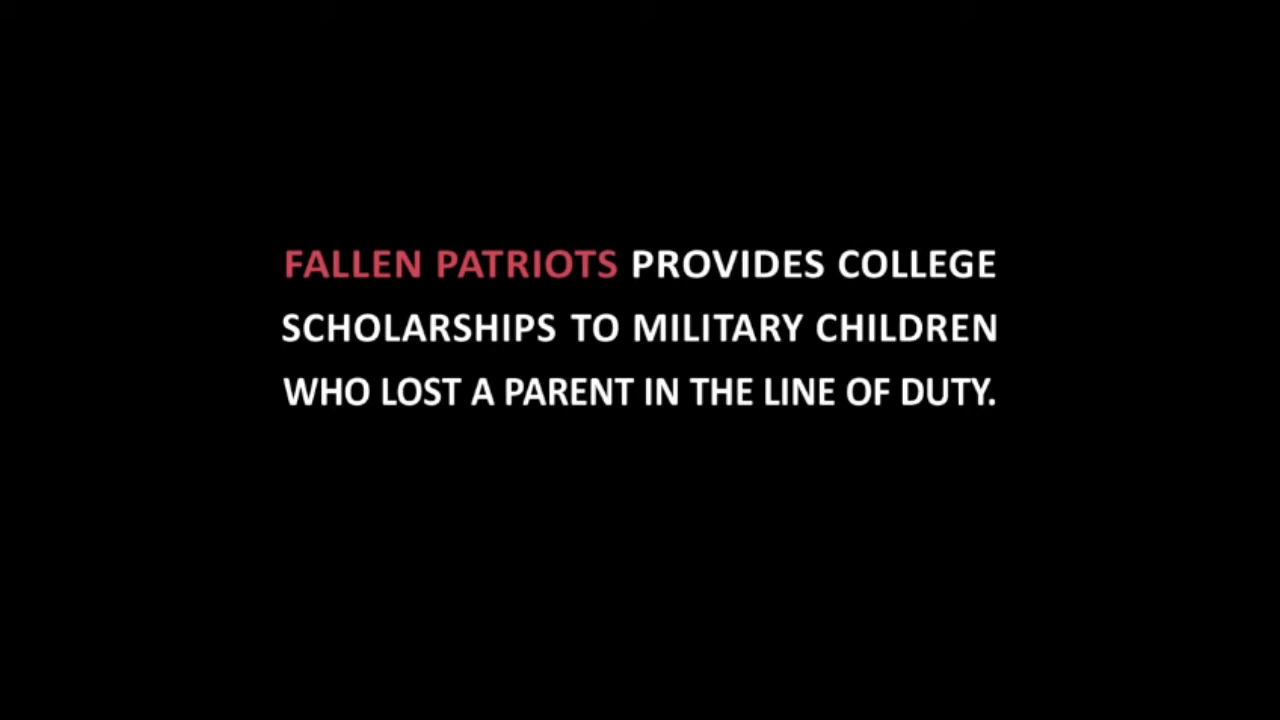 FALLEN PATRIOTS PROVIDES COLLEGE
SCHOLARSHIPS TO MILITARY CHILDREN
WHO LOST A PARENT IN THE LINE OF DUTY.